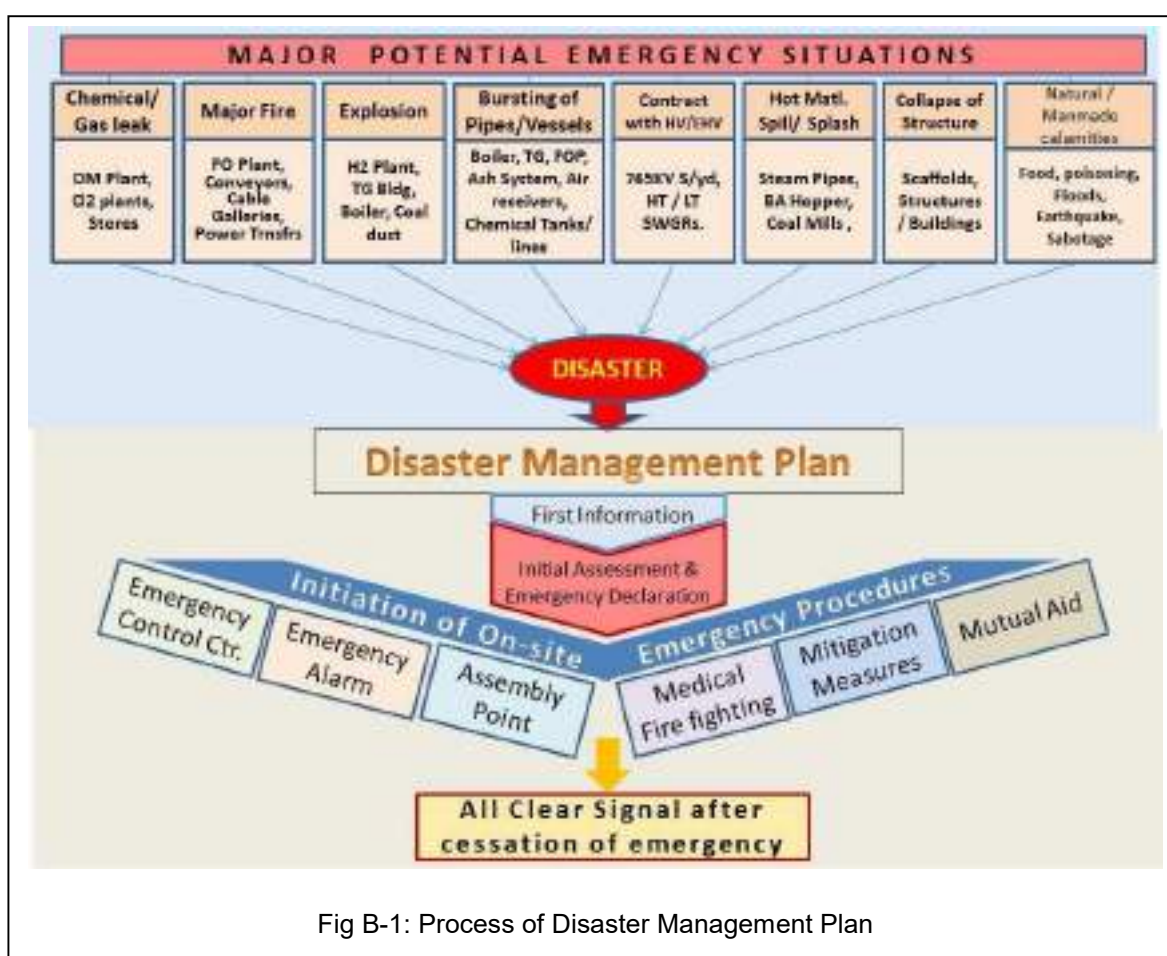 MAJOR POTENTIAL EMERGENCY SITUATIONS
Chemical/
Gas leak
DM Plant,
O2 plants,
Stores
Major Fire
FO Plant,
Conveyors,
Cable
Galleries,
Power Trnsfrs
Explosion
H2 Plant,
TG Bldg,
Boiler, Coal
dust
Bursting of
Pipes/Vessels
Boiler, TG, FOP,
Ash System, Air
receivers,
Chemical Tanks/
lines
Contract
with HV/EHV
765KV S/yd,
HT / LT
SWGRs.
Hot Matl.
Spill/ Splash
Steam Pipes,
BA Hopper,
Coal Mills ,
Collapse of
Structure
Scaffolds,
Structures
/ Buildings
Natural /
Manmade
calamities
Food, poisoning,
Floods,
Earthquake,
Sabotage
DISASTER
Disaster Management Plan
First Information
Initial Assessment &
Emergency Declaration
Initiation of On-site Emergency Procedures
Emergency
Control Ctr.
Emergency
Alarm
Assembly
Point
Medical
Fire fighting
Mitigation
Measures
Mutual Aid
All Clear Signal after
cessation of emergency
Fig B-1: Process of Disaster Management Plan